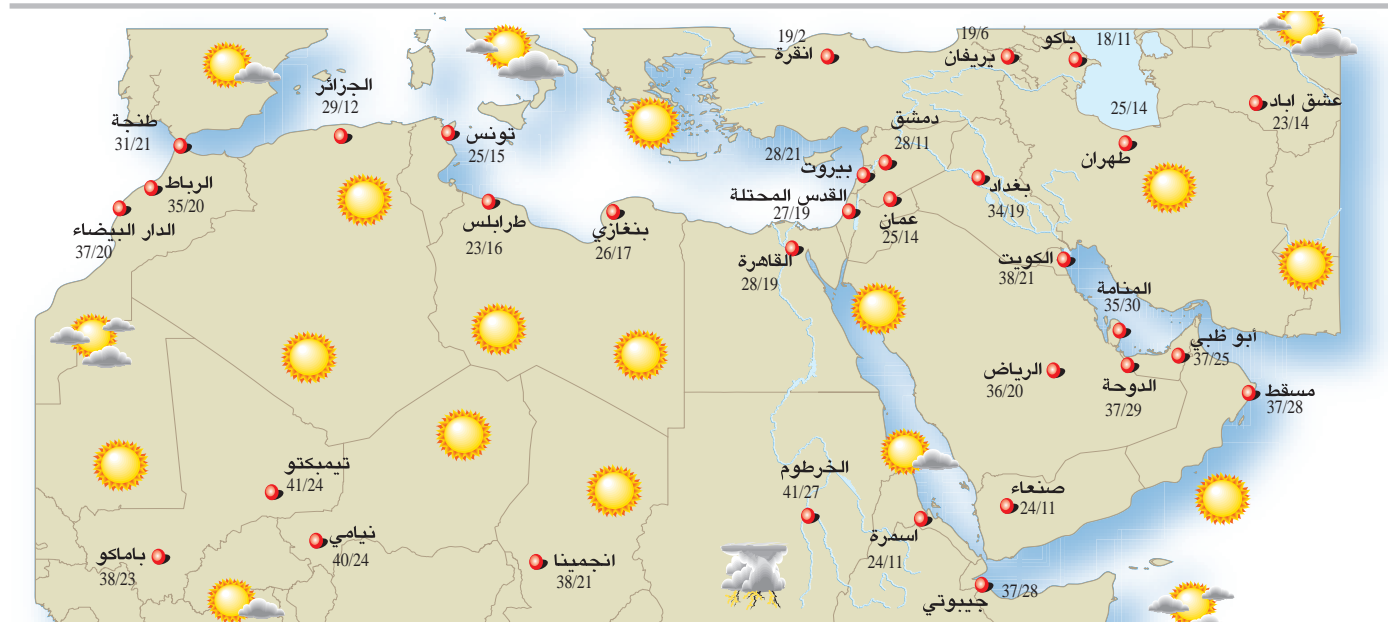 19/2
انقرة
19/6
يريفان
باكو
18/11
25/14
عشق اباد
23/14
طهران
الجزائر
29/12
طنجة
31/21
تونس
25/15
دمشق
28/11
28/21
بيروت
القدس المحتلة
27/19
عمان
25/14
بغداد
34/19
الرباط
35/20
الدار البيضاء
37/20
طرابلس
23/16
بنغازي
26/17
القاهرة
28/19
الكويت
38/21
المنامة
35/30
أبو ظبي
37/25
الرياض
36/20
الدوحة
37/29
مسقط
37/28
تيمبكتو
41/24
الخرطوم
41/27
صنعاء
24/11
اسمرة
24/11
نيامي
40/24
باماكو
38/23
انجمينا
38/21
37/28
جيبوتي